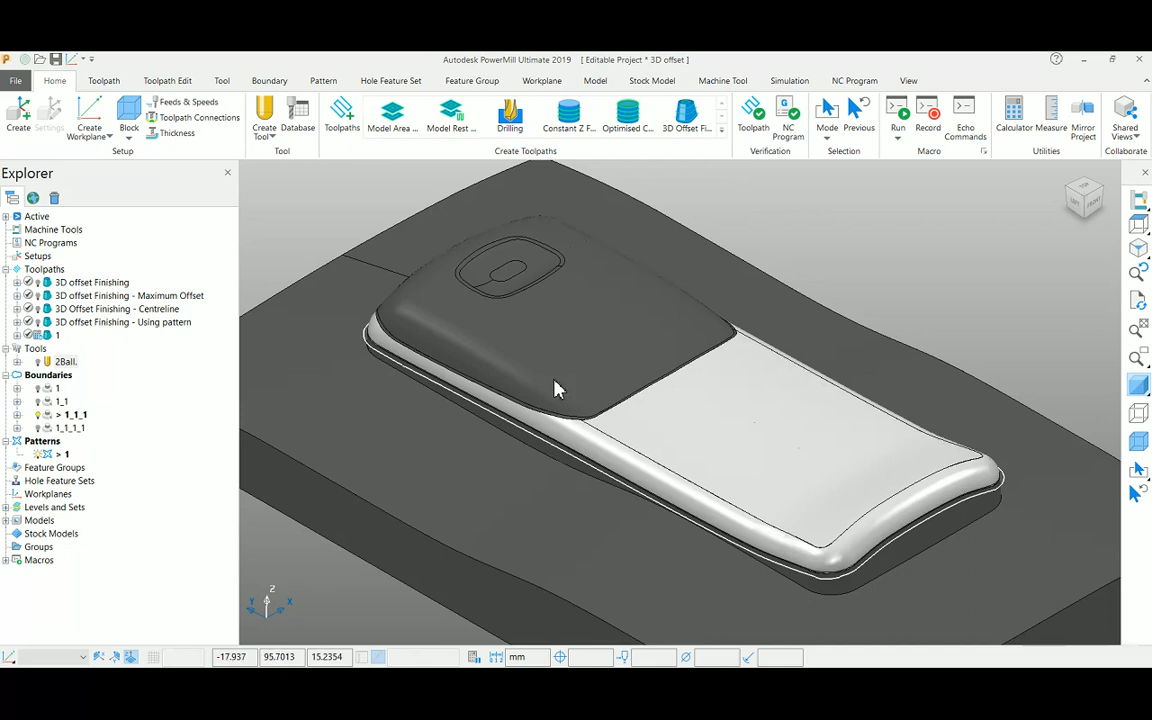 Autodesk PowerMill Ultimate 2019 [ Editable Project * 3D offset ]
File Home Toolpath Toolpath Edit Tool Boundary Pattern Hole Feature Set Feature Group Workplane Model Stock Model Machine Tool Simulation NC Program View
Create Settings Create Workplane Block Feeds & Speeds Toolpath Connections Thickness
Create Tool Database
Toolpaths Model Area ... Model Rest ... Drilling Constant Z F... Optimised C... 3D Offset Fi...
Toolpath NC Program
Mode Previous
Run Record Echo Commands
Calculator Measure Mirror Project
Shared Views
Setup Tool Create Toolpaths Verification Selection Macro Utilities Collaborate
Explorer
Active
Machine Tools
NC Programs
Setups
Toolpaths
3D offset Finishing
3D offset Finishing - Maximum Offset
3D Offset Finishing - Centreline
3D offset Finishing - Using pattern
1
Tools
2Ball.
Boundaries
1
1_1
> 1_1_1
1_1_1_1
Patterns
> 1
Feature Groups
Hole Feature Sets
Workplanes
Levels and Sets
Models
Stock Models
Groups
Macros
TOP
LEFT FRONT
Z
Y X
-17.937 95.7013 15.2354 mm